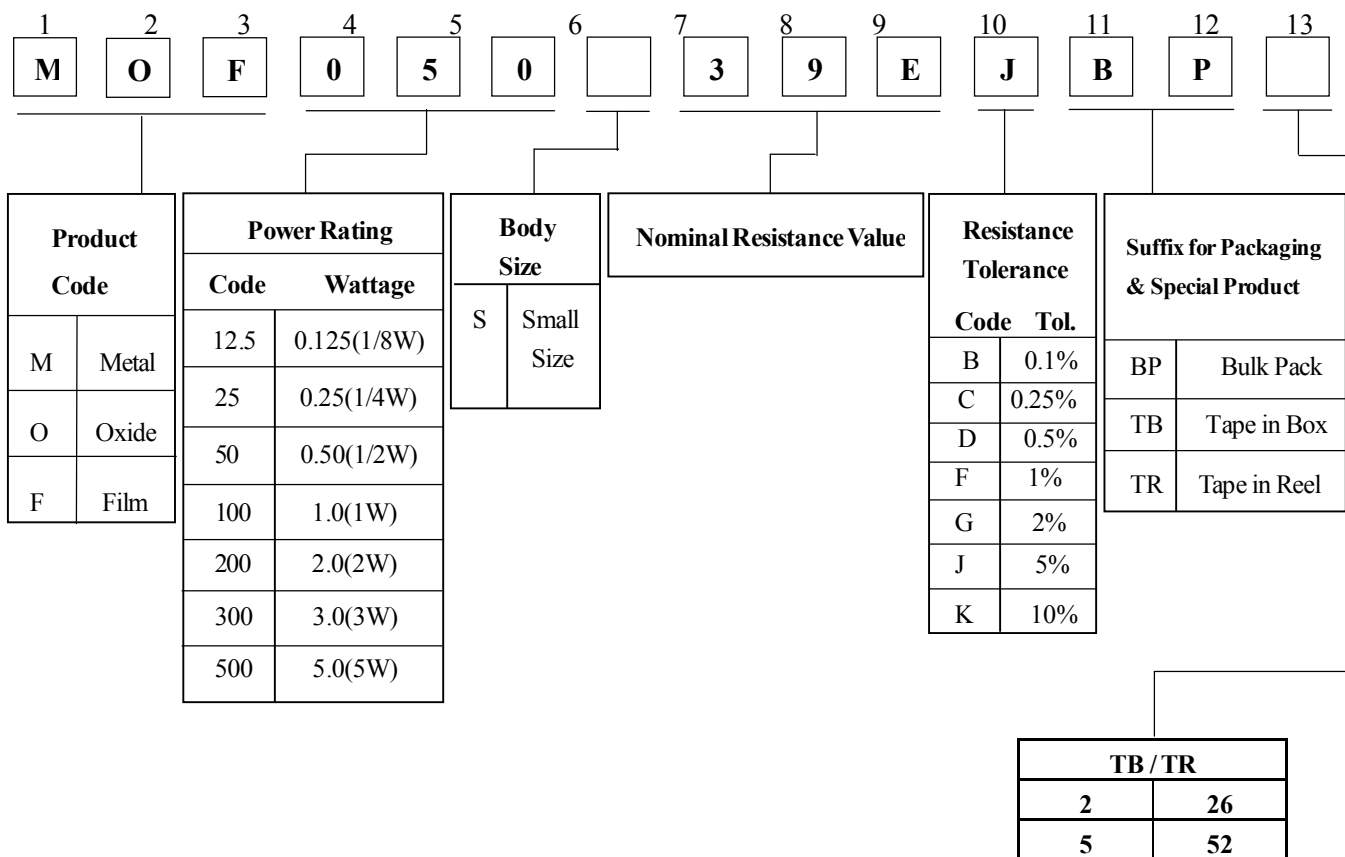 1 2 3 4 5 6 7 8 9 10 11 12 13
M O F 0 5 0 3 9 E J B P
Product
Code
M Metal
O Oxide
F Film
Power Rating
Code Wattage
12.5 0.125(1/8W)
25 0.25(1/4W)
50 0.50(1/2W)
100 1.0(1W)
200 2.0(2W)
300 3.0(3W)
500 5.0(5W)
Body
Size
S Small
Size
Nominal Resistance Value
Resistance
Tolerance
Code Tol.
B 0.1%
C 0.25%
D 0.5%
F 1%
G 2%
J 5%
K 10%
Suffix for Packaging
& Special Product
BP Bulk Pack
TB Tape in Box
TR Tape in Reel
TB / TR
2 26
5 52